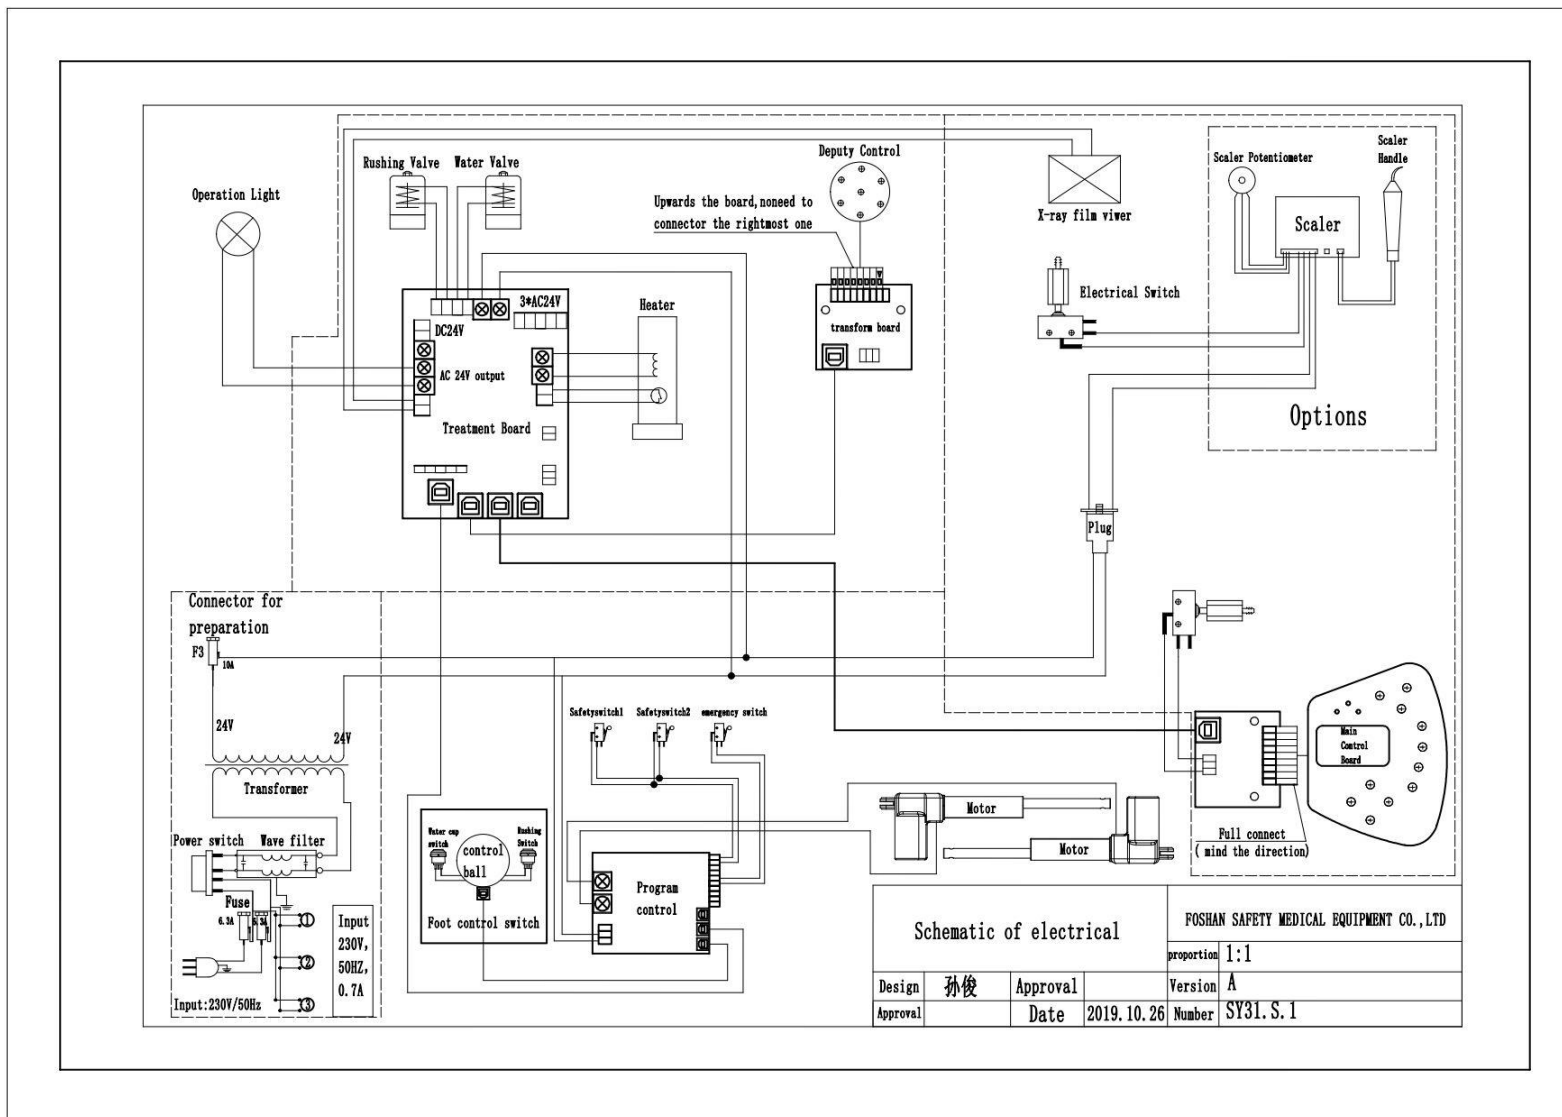 Rushing Valve
Water Valve
Operation Light
Deputy Control
Upwards the board,noneed to
connector the rightmost one
X-ray film viwer
Scaler Potentiometer
Scaler
Handle
Scaler
Electrical Switch
Options
3*AC24V
DC24V
AC 24V output
Treatment Board
Heater
transform board
Plug
Connector for
preparation
F3
10A
24V
24V
Transformer
Power switch
Wave filter
Fuse
6.3A
6.3A
1
2
3
Input
230V,
50HZ,
0.7A
Input:230V/50Hz
Safetyswitch1
Safetyswitch2
emergency switch
Water cup
switch
Rushing
Switch
control
ball
Foot control switch
Program
control
Motor
Motor
Main
Control
Board
Full connect
( mind the direction)
Schematic of electrical
FOSHAN SAFETY MEDICAL EQUIPMENT CO.,LTD
proportion 1:1
Design 孙俊 Approval Version A
Approval Date 2019.10.26 Number SY31.S.1